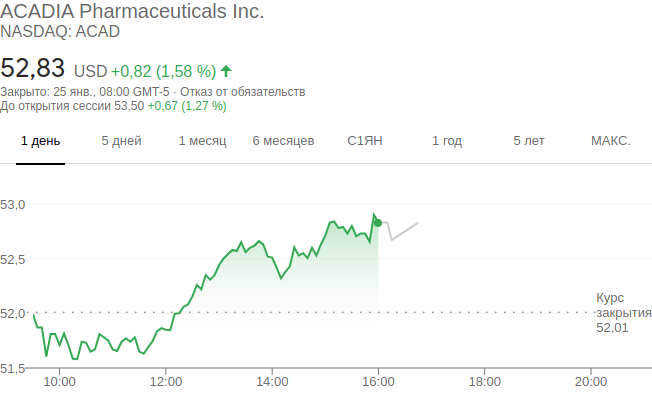 ACADIA Pharmaceuticals Inc.
NASDAQ: ACAD
52,83 USD +0,82 (1,58 %)
Закрыто: 25 янв., 08:00 GMT-5 · Отказ от обязательств
До открытия сессии 53,50 +0,67 (1,27 %)
1 день 5 дней 1 месяц 6 месяцев С1ЯН 1 год 5 лет МАКС.
53,0
52,5
52,0
51,5
Курс
закрытия
52,01
10:00 12:00 14:00 16:00 18:00 20:00